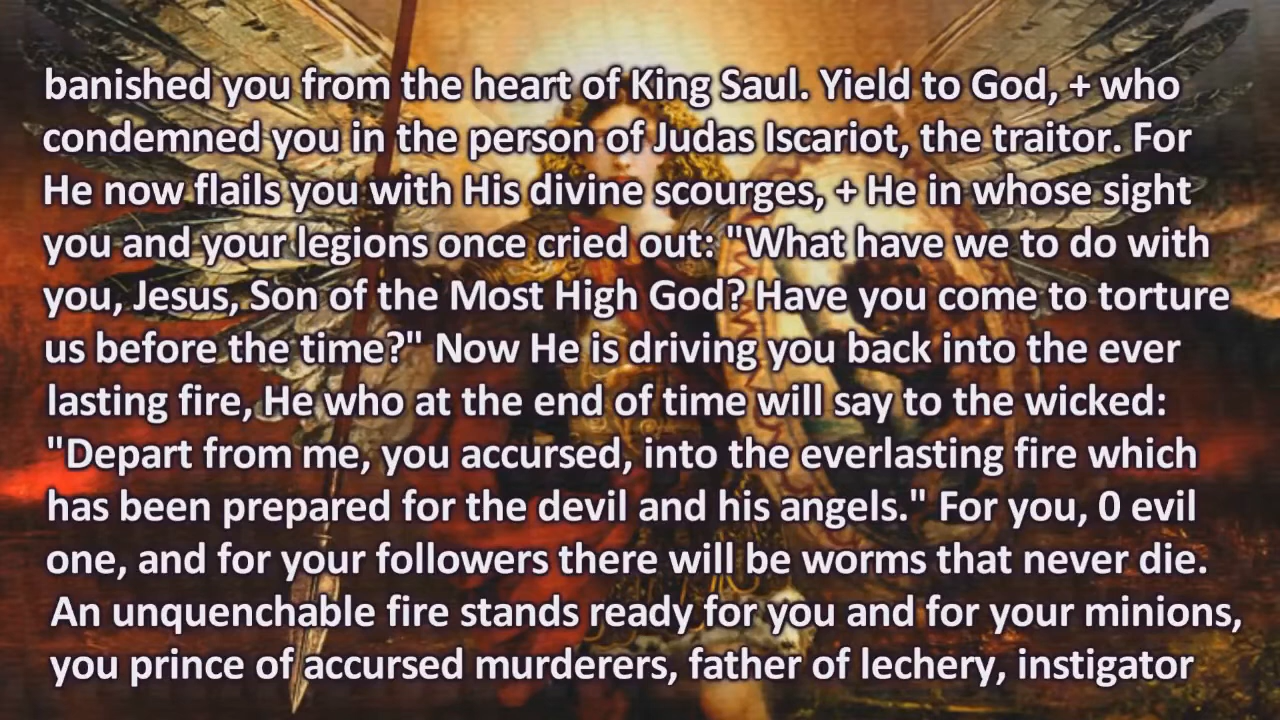 banished you from the heart of King Saul. Yield to God, + who
condemned you in the person of Judas Iscariot, the traitor. For
He now flails you with His divine scourges, + He in whose sight
you and your legions once cried out: "What have we to do with
you, Jesus, Son of the Most High God? Have you come to torture
us before the time?" Now He is driving you back into the ever
lasting fire, He who at the end of time will say to the wicked:
"Depart from me, you accursed, into the everlasting fire which
has been prepared for the devil and his angels." For you, 0 evil
one, and for your followers there will be worms that never die.
An unquenchable fire stands ready for you and for your minions,
you prince of accursed murderers, father of lechery, instigator